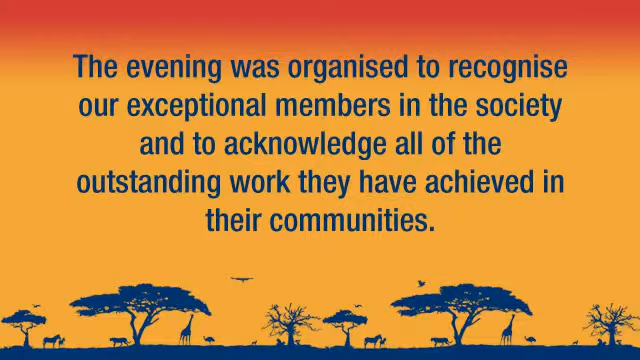 The evening was organised to recognise
our exceptional members in the society
and to acknowledge all of the
outstanding work they have achieved in
their communities.